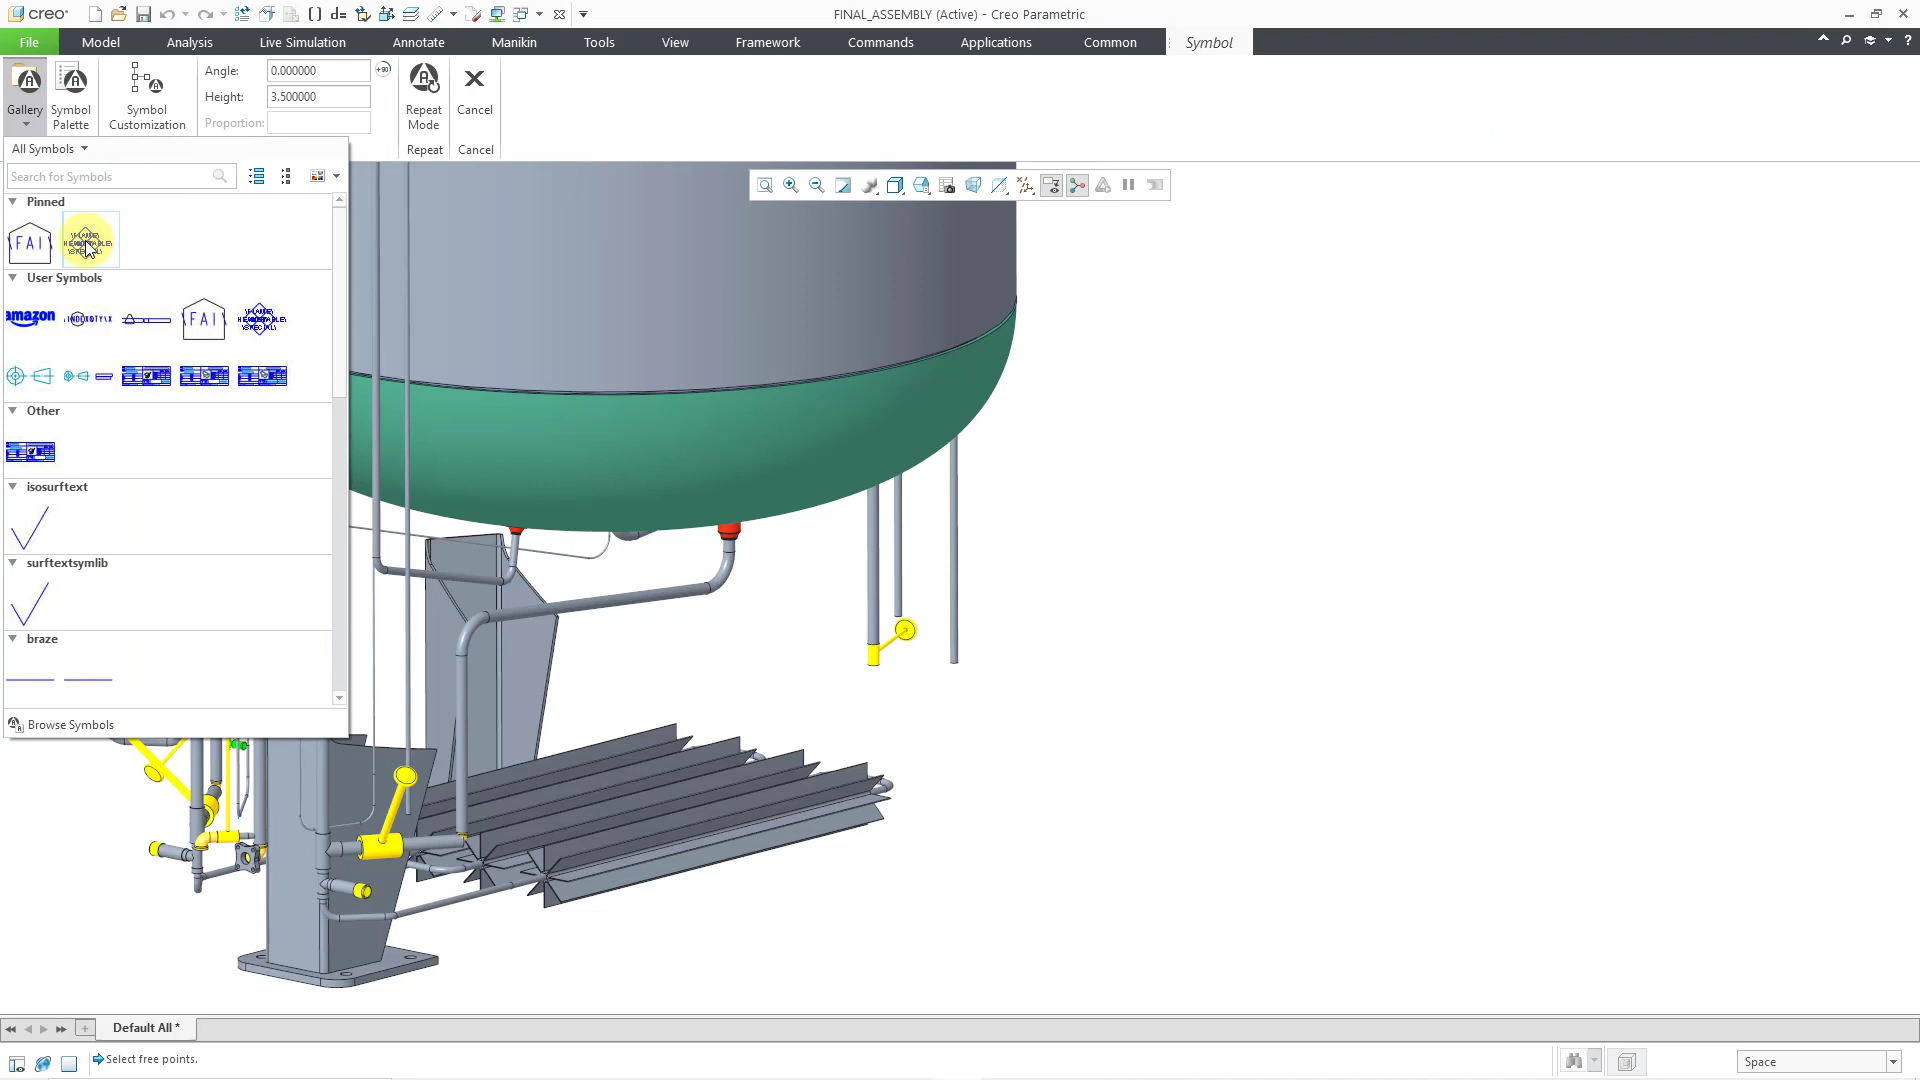 creo
FINAL_ASSEMBLY (Active) - Creo Parametric
File
Model
Analysis
Live Simulation
Annotate
Manikin
Tools
View
Framework
Commands
Applications
Common
Symbol
Gallery
Symbol
Palette
Symbol
Customization
Angle:
0.000000
+90
Height:
3.500000
Proportion:
Repeat
Mode
Repeat
Cancel
Cancel
All Symbols
Search for Symbols
Pinned
\FAI\
User Symbols
amazon
\FAI\
Other
isosurftext
surftextsymlib
braze
Browse Symbols
Default All *
Select free points.
Space